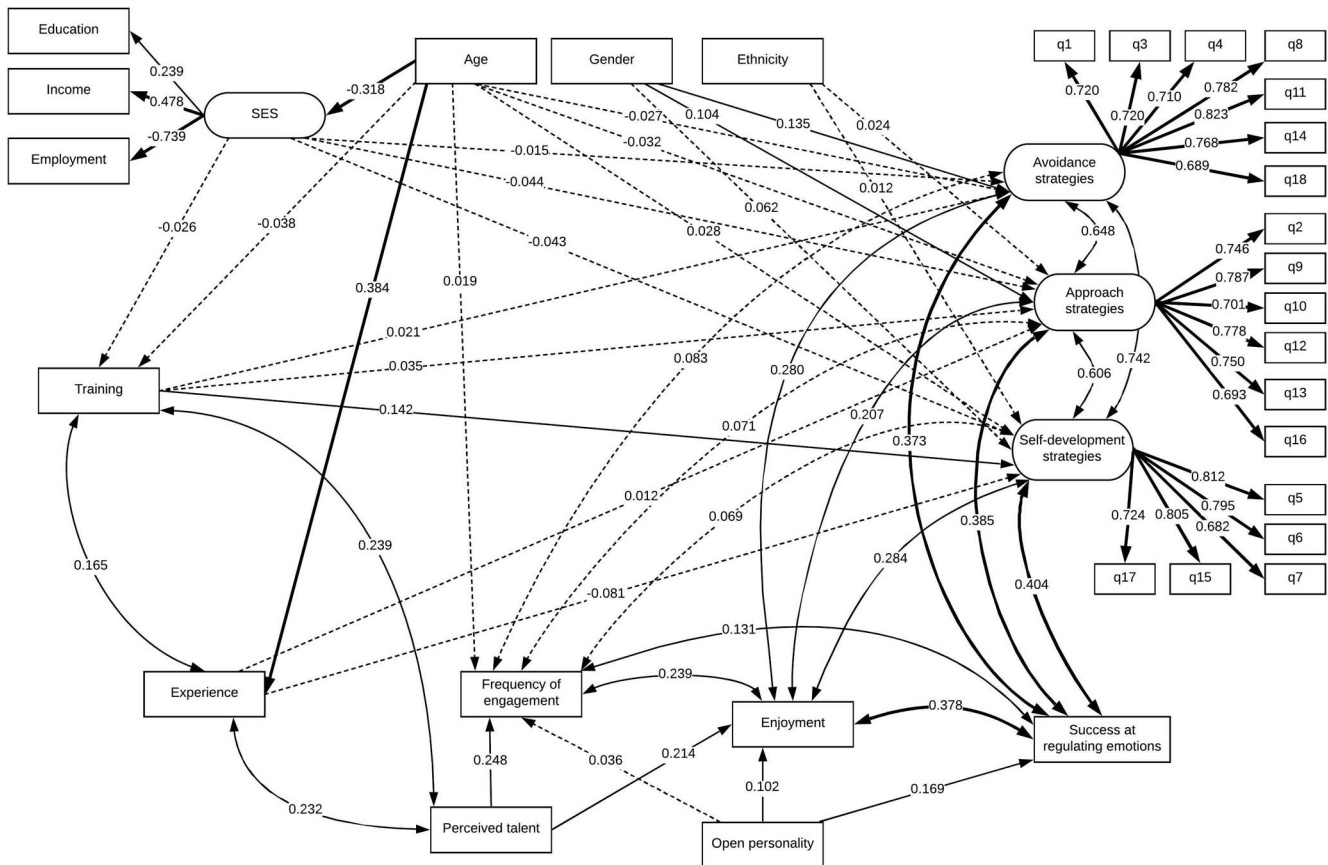 Education
Age
Gender
Ethnicity
q1
q3
q4
q8
0.239
Income
0.478
SES
-0.318
0.720
0.720
0.710
0.782
q11
0.823
-0.739
Employment
-0.027
0.104
0.135
0.024
0.768
q14
-0.015
-0.032
Avoidance
strategies
0.689
q18
-0.044
0.012
-0.026
-0.038
-0.043
0.062
0.028
0.648
q2
0.746
q9
0.787
0.384
0.019
Approach
strategies
0.701
q10
0.778
q12
0.021
0.035
0.083
0.742
0.750
Training
0.280
0.606
q13
0.693
0.142
0.207
0.071
0.373
Self-development
strategies
q16
0.812
q5
0.012
0.069
0.385
0.724
0.805
0.795
0.682
q6
0.165
0.239
0.284
0.404
q17
q15
q7
-0.081
0.131
Experience
Frequency of
engagement
0.239
Enjoyment
0.378
Success at
regulating emotions
0.248
0.214
0.036
0.102
0.169
0.232
Perceived talent
Open personality